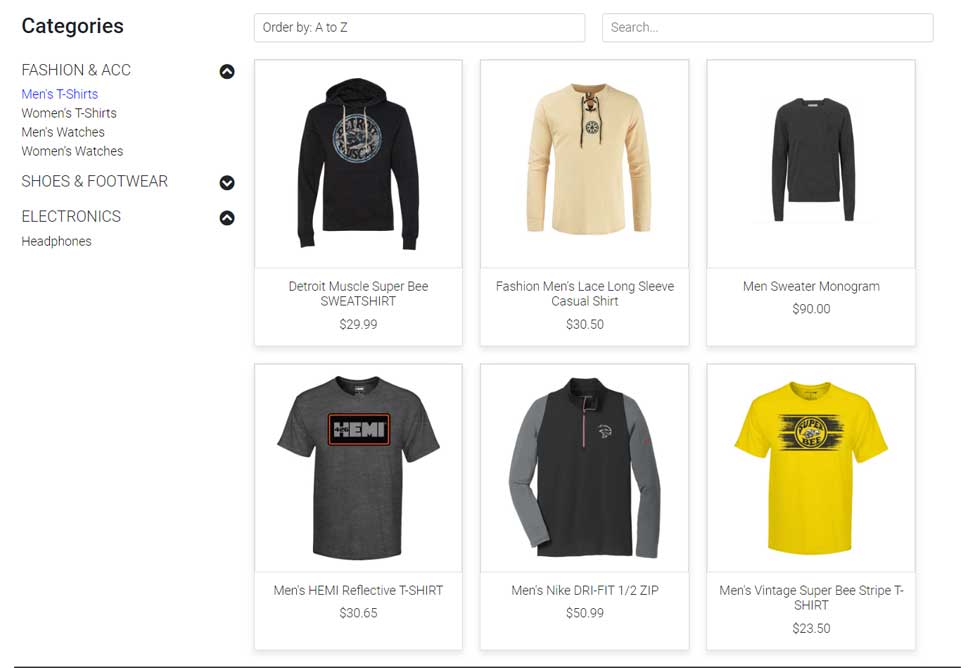 Categories
Order by: A to Z
Search...
FASHION & ACC
Men's T-Shirts
Women's T-Shirts
Men's Watches
Women's Watches
SHOES & FOOTWEAR
ELECTRONICS
Headphones
Detroit Muscle Super Bee
SWEATSHIRT
$29.99
Fashion Men's Lace Long Sleeve
Casual Shirt
$30.50
Men Sweater Monogram
$90.00
426 HEMI
Men's HEMI Reflective T-SHIRT
$30.65
Men's Nike DRI-FIT 1/2 ZIP
$50.99
SUPER
BEE
Men's Vintage Super Bee Stripe T-
SHIRT
$23.50